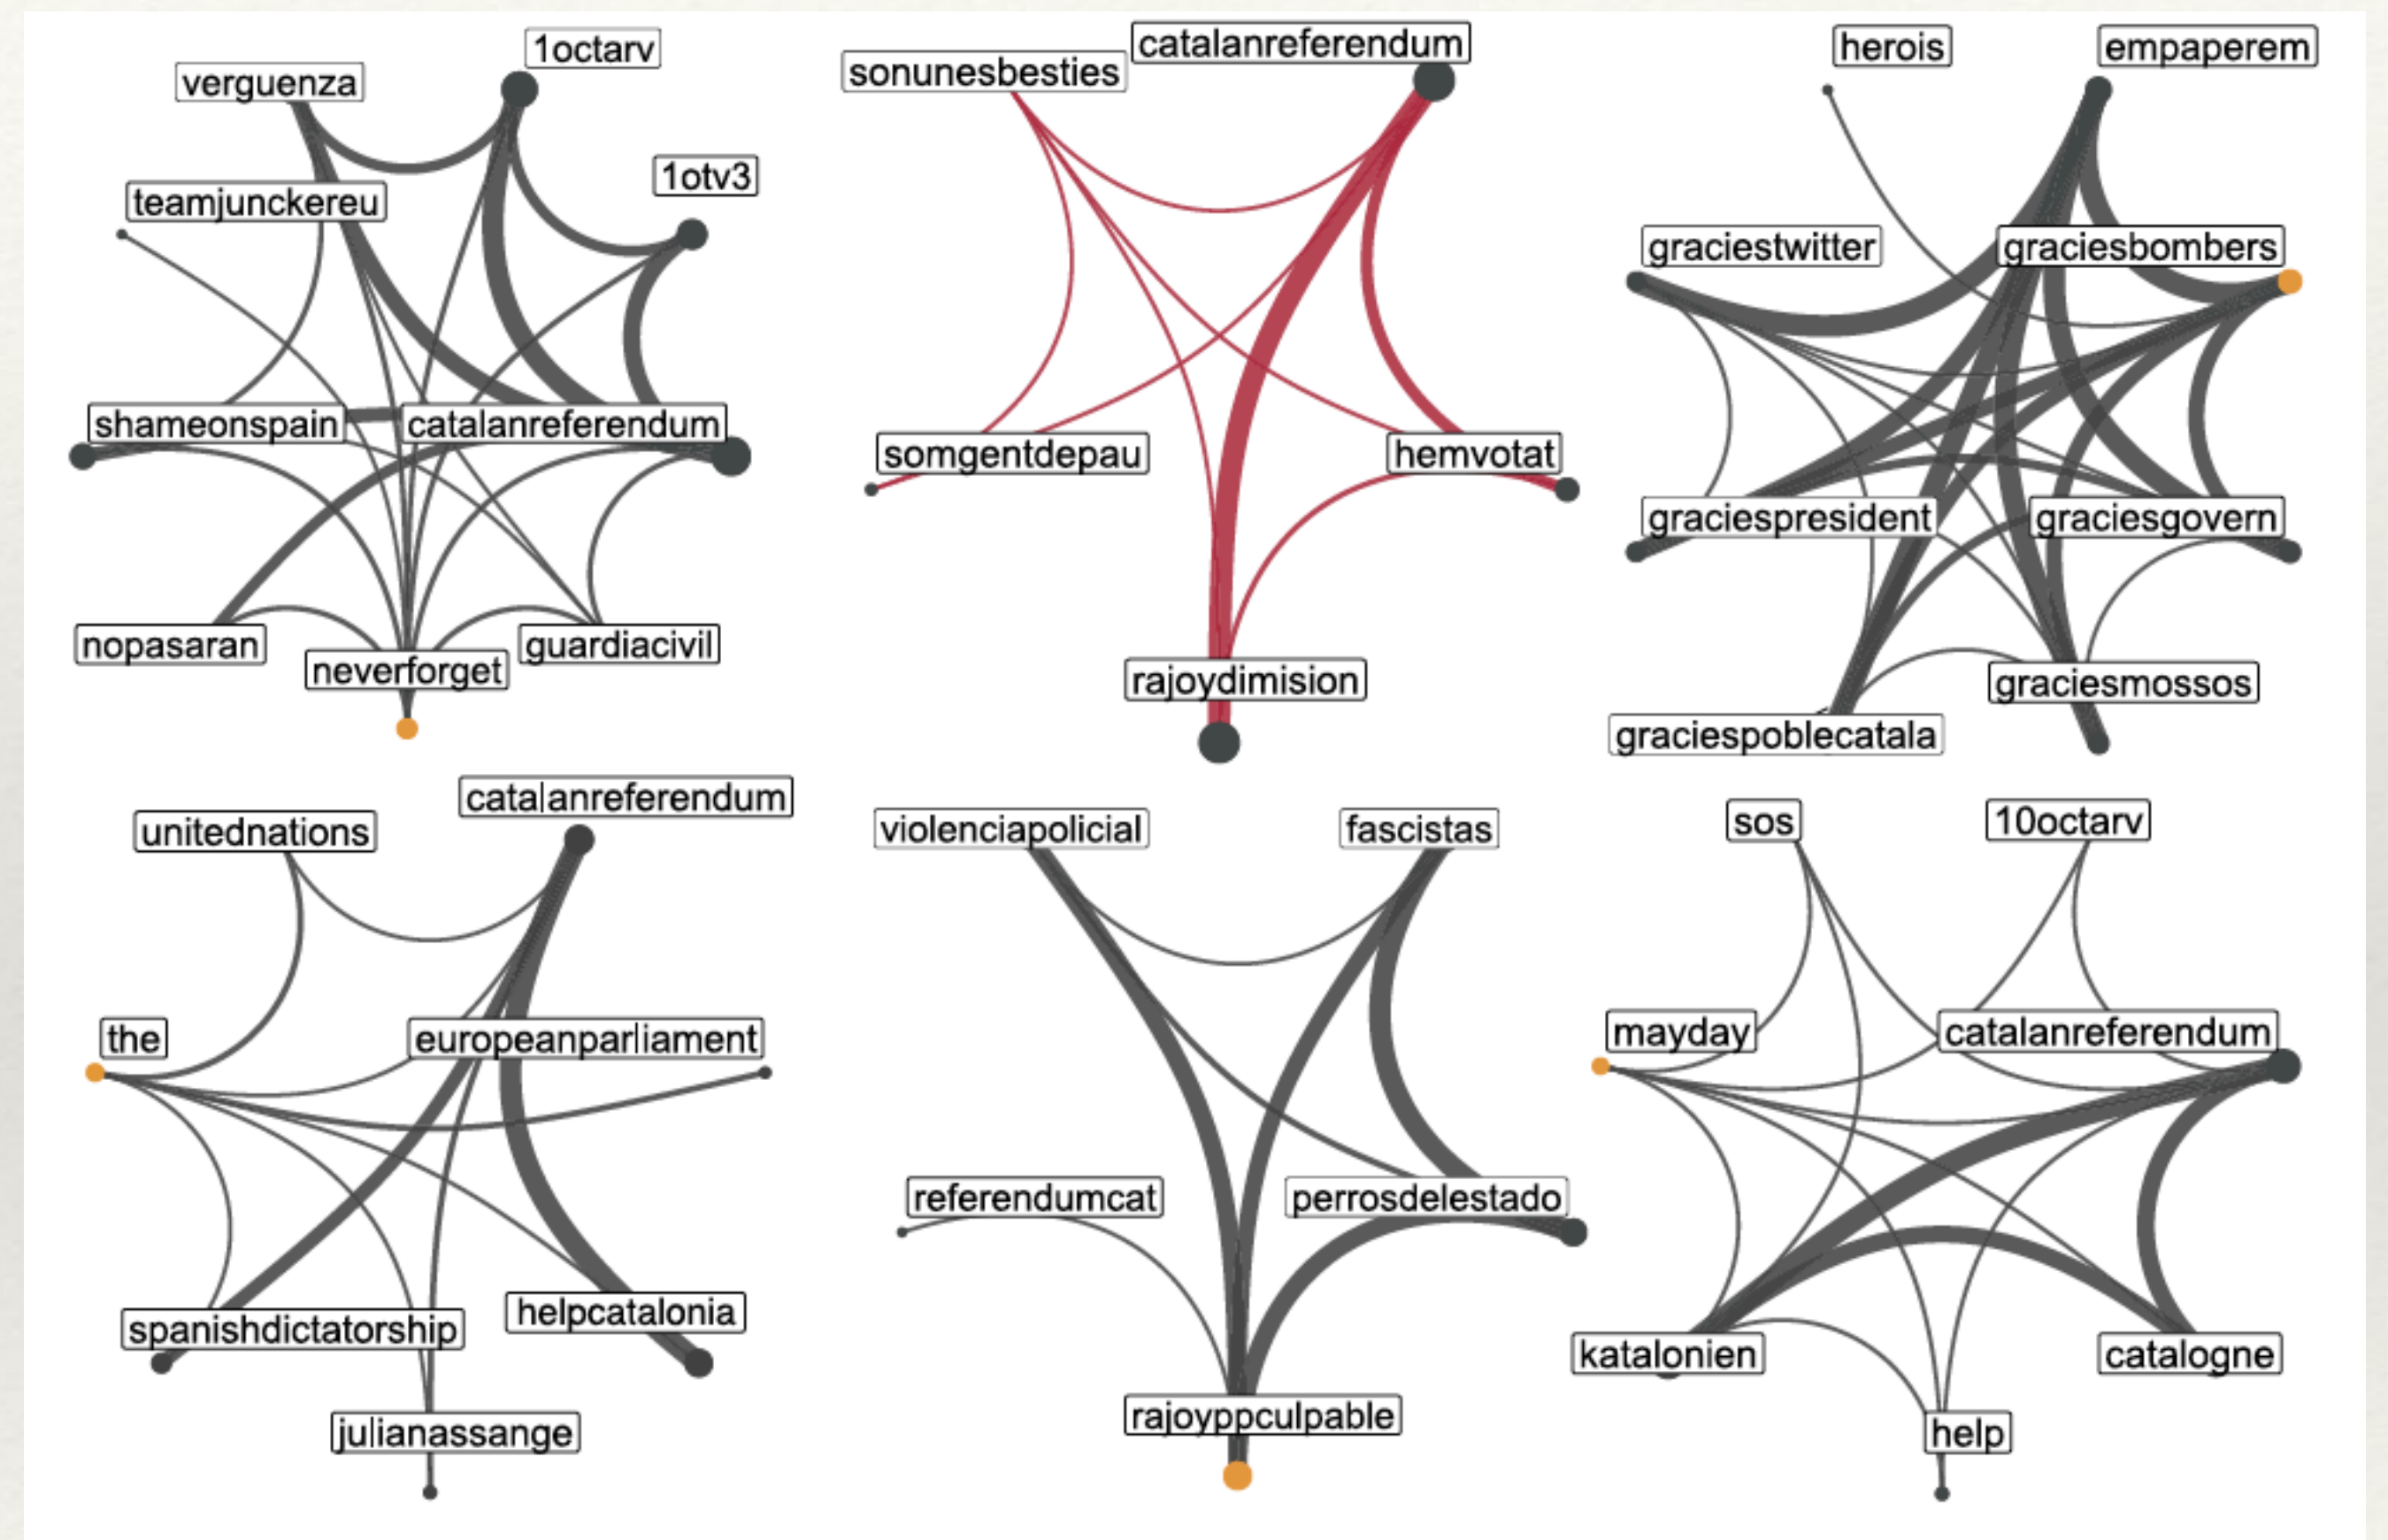 verguenza
1octarv
teamjunckereu
1otv3
shameonspain
catalanreferendum
nopasaran
neverforget
guardiacivil
sonunesbesties
catalanreferendum
somgentdepau
hemvotat
rajoydimision
herois
empaperem
graciestwitter
graciesbombers
graciespresident
graciesgovern
graciesmossos
graciespoblecatala
unitednations
catalanreferendum
the
europeanparliament
spanishdictatorship
helpcatalonia
julianassange
violenciapolicial
fascistas
referendumcat
perrosdelestado
rajoyppculpable
sos
10octarv
mayday
catalanreferendum
katalonien
catalogne
help